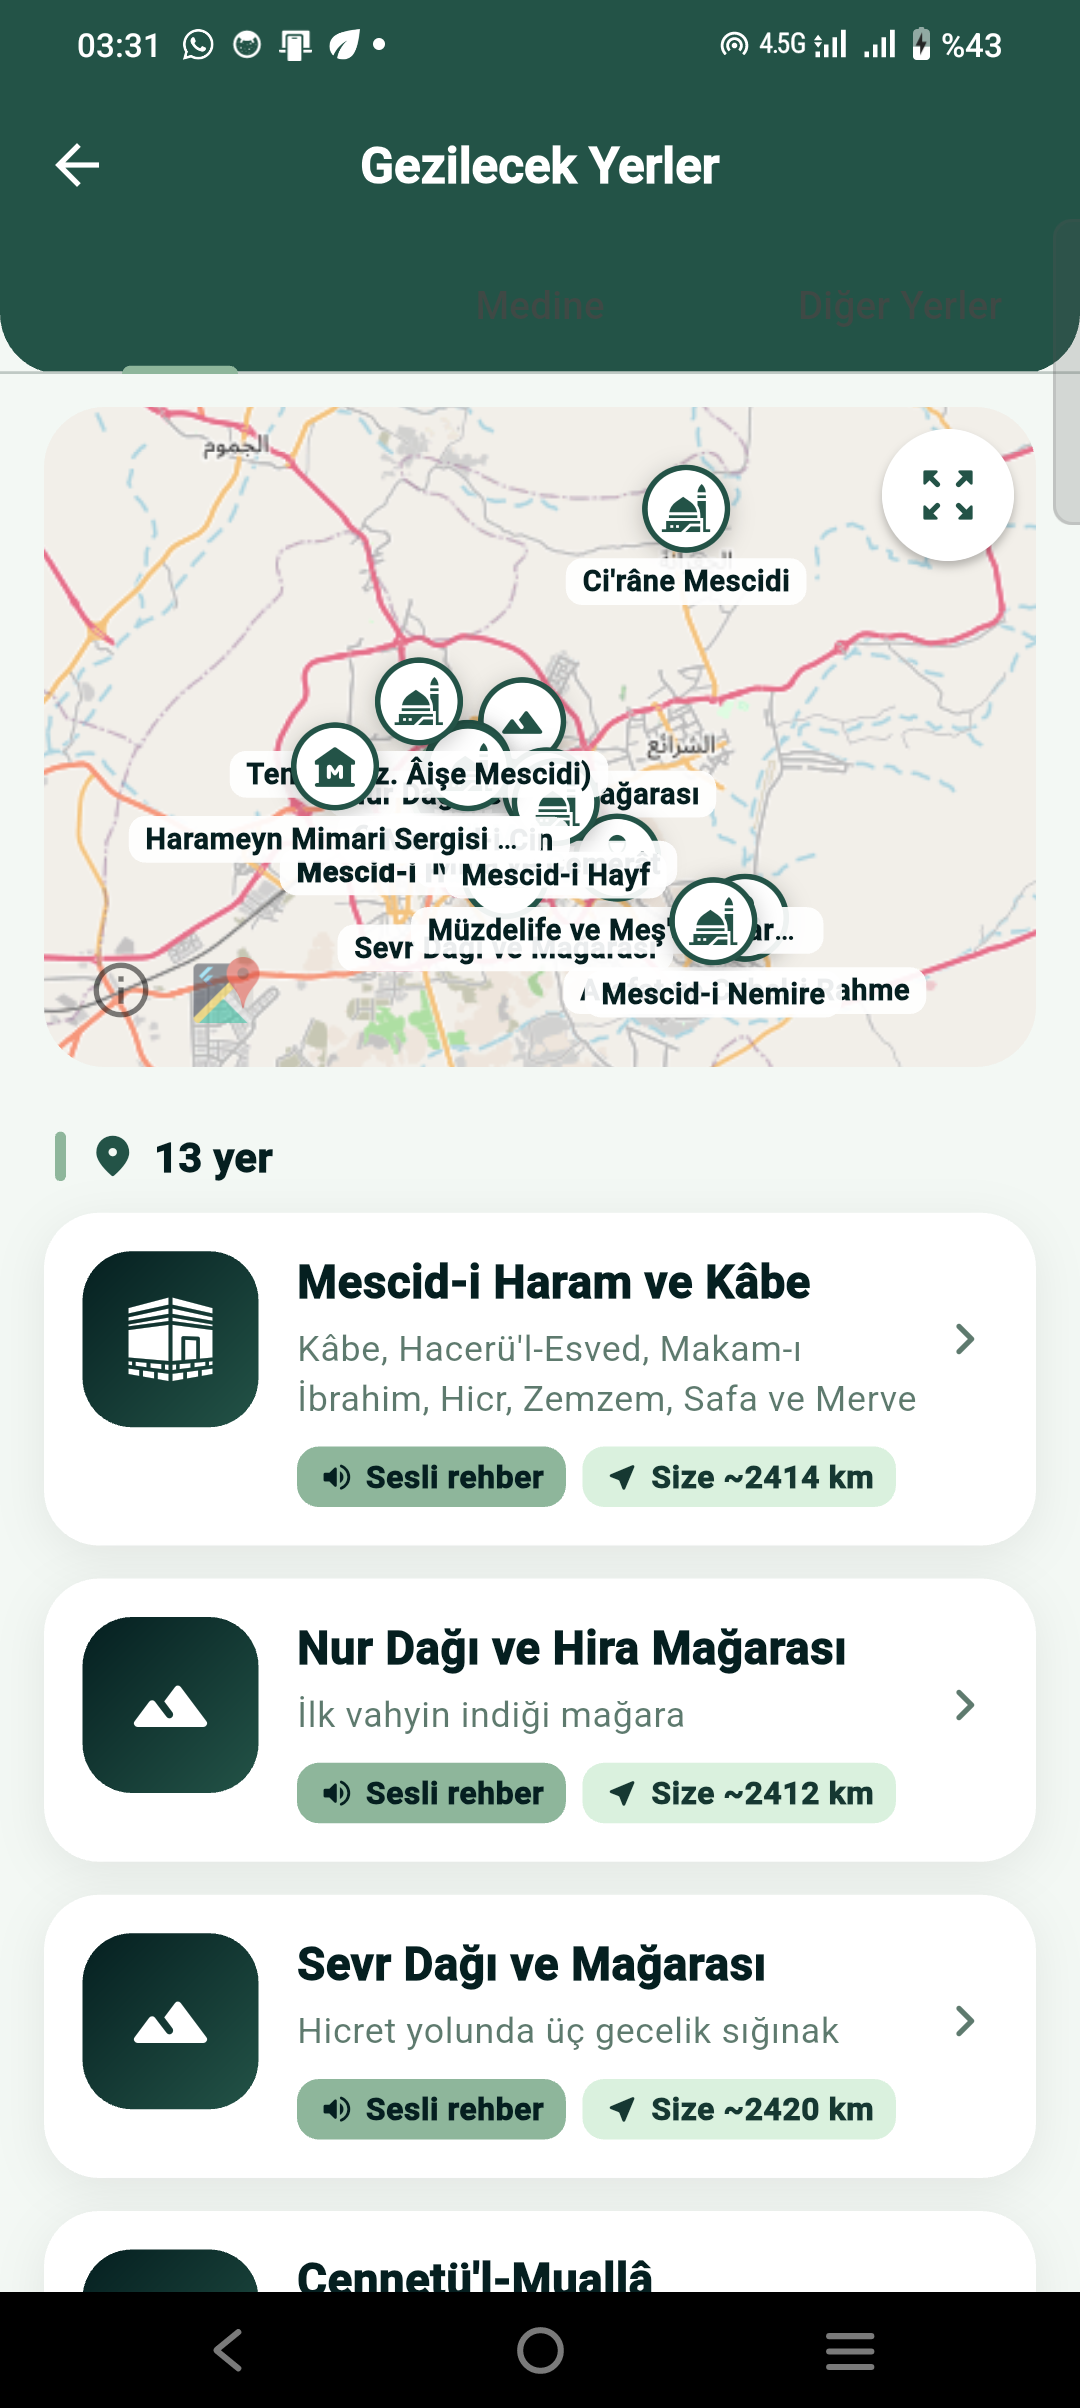 03:31
4.5G
%43
Gezilecek Yerler
Medine
Diğer Yerler
الجموم
Ci'râne Mescidi
الشرائع
Âişe Mescidi)
Harameyn Mimari Sergisi ...
Mescid-i
Mescid-i Hayf
Müzdelife ve
Sevr Dağı ve Mağarası
Mescid-i Nemire
13 yer
Mescid-i Haram ve Kâbe
Kâbe, Hacerü'l-Esved, Makam-ı
İbrahim, Hicr, Zemzem, Safa ve Merve
Sesli rehber
Size ~2414 km
Nur Dağı ve Hira Mağarası
İlk vahyin indiği mağara
Sesli rehber
Size ~2412 km
Sevr Dağı ve Mağarası
Hicret yolunda üç gecelik sığınak
Sesli rehber
Size ~2420 km
Cennetü'l-Muallâ